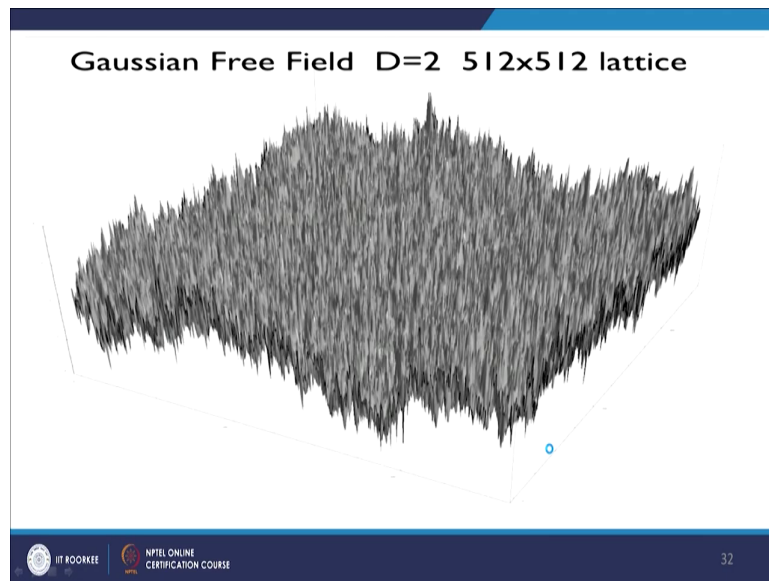 Gaussian Free Field D=2 512x512 lattice
IIT ROORKEE
NPTEL ONLINE
CERTIFICATION COURSE
32